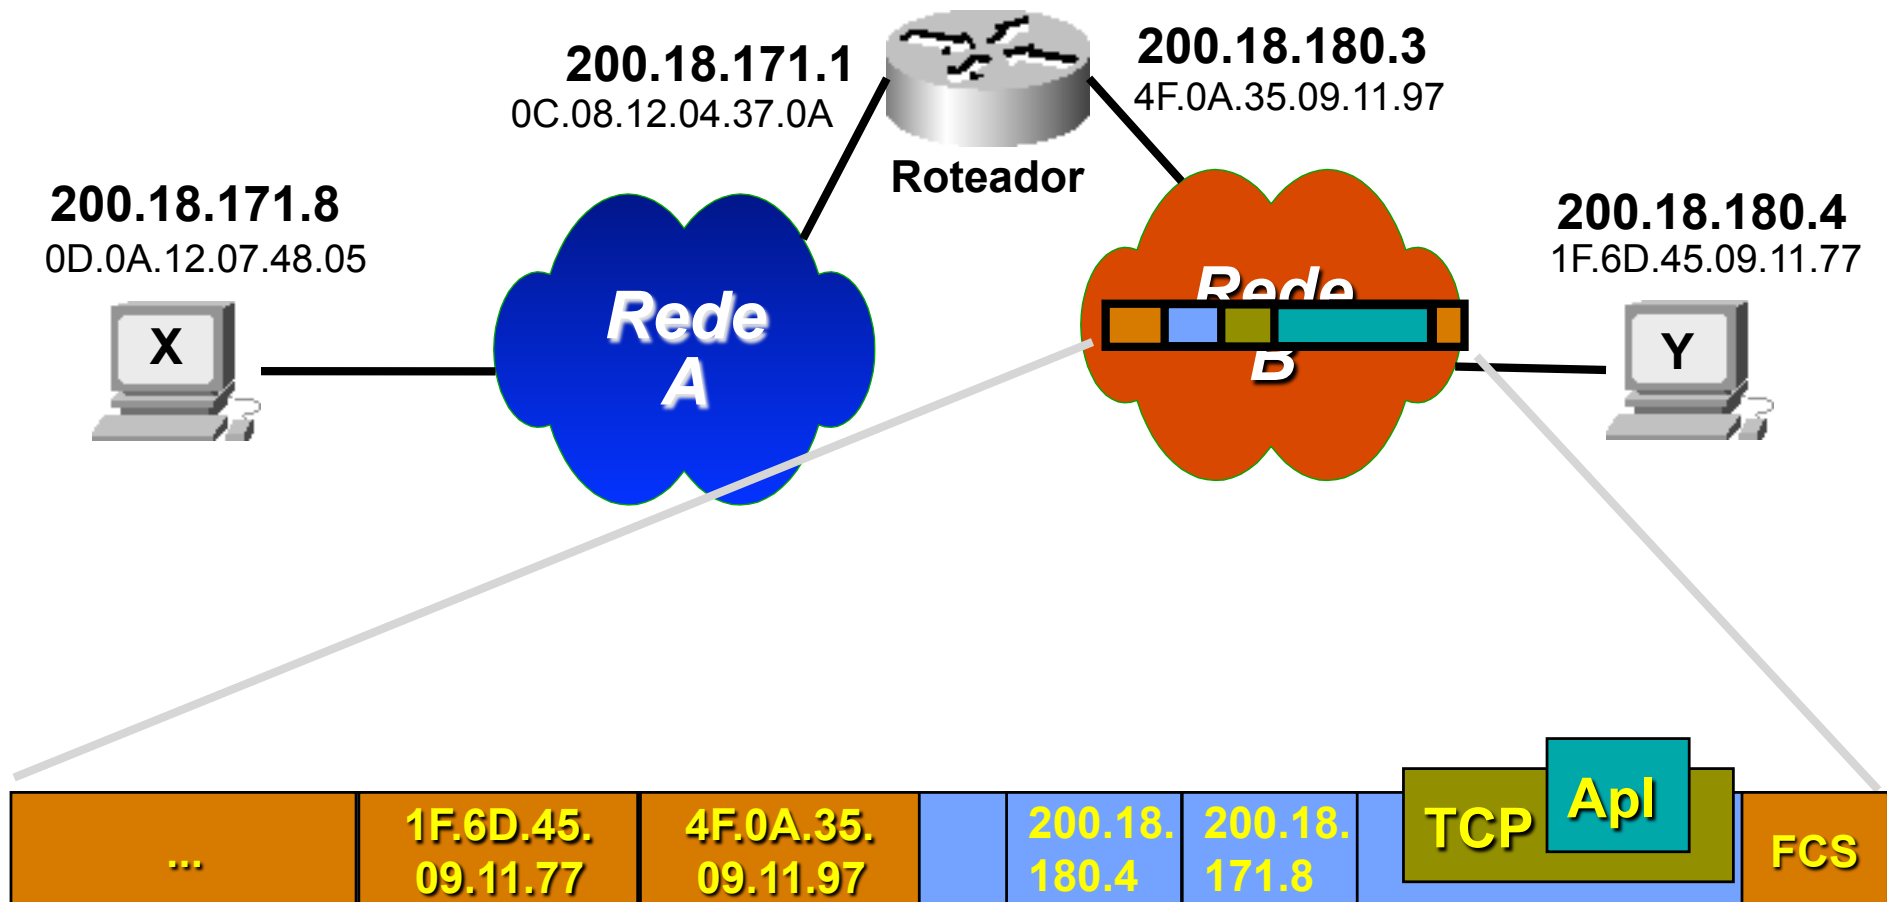 200.18.171.1
0C.08.12.04.37.0A
200.18.180.3
4F.0A.35.09.11.97
Roteador
200.18.171.8
0D.0A.12.07.48.05
200.18.180.4
1F.6D.45.09.11.77
X
Rede
A
Rede
B
Y
...
1F.6D.45.
09.11.77
4F.0A.35.
09.11.97
200.18.
180.4
200.18.
171.8
TCP
Apl
FCS